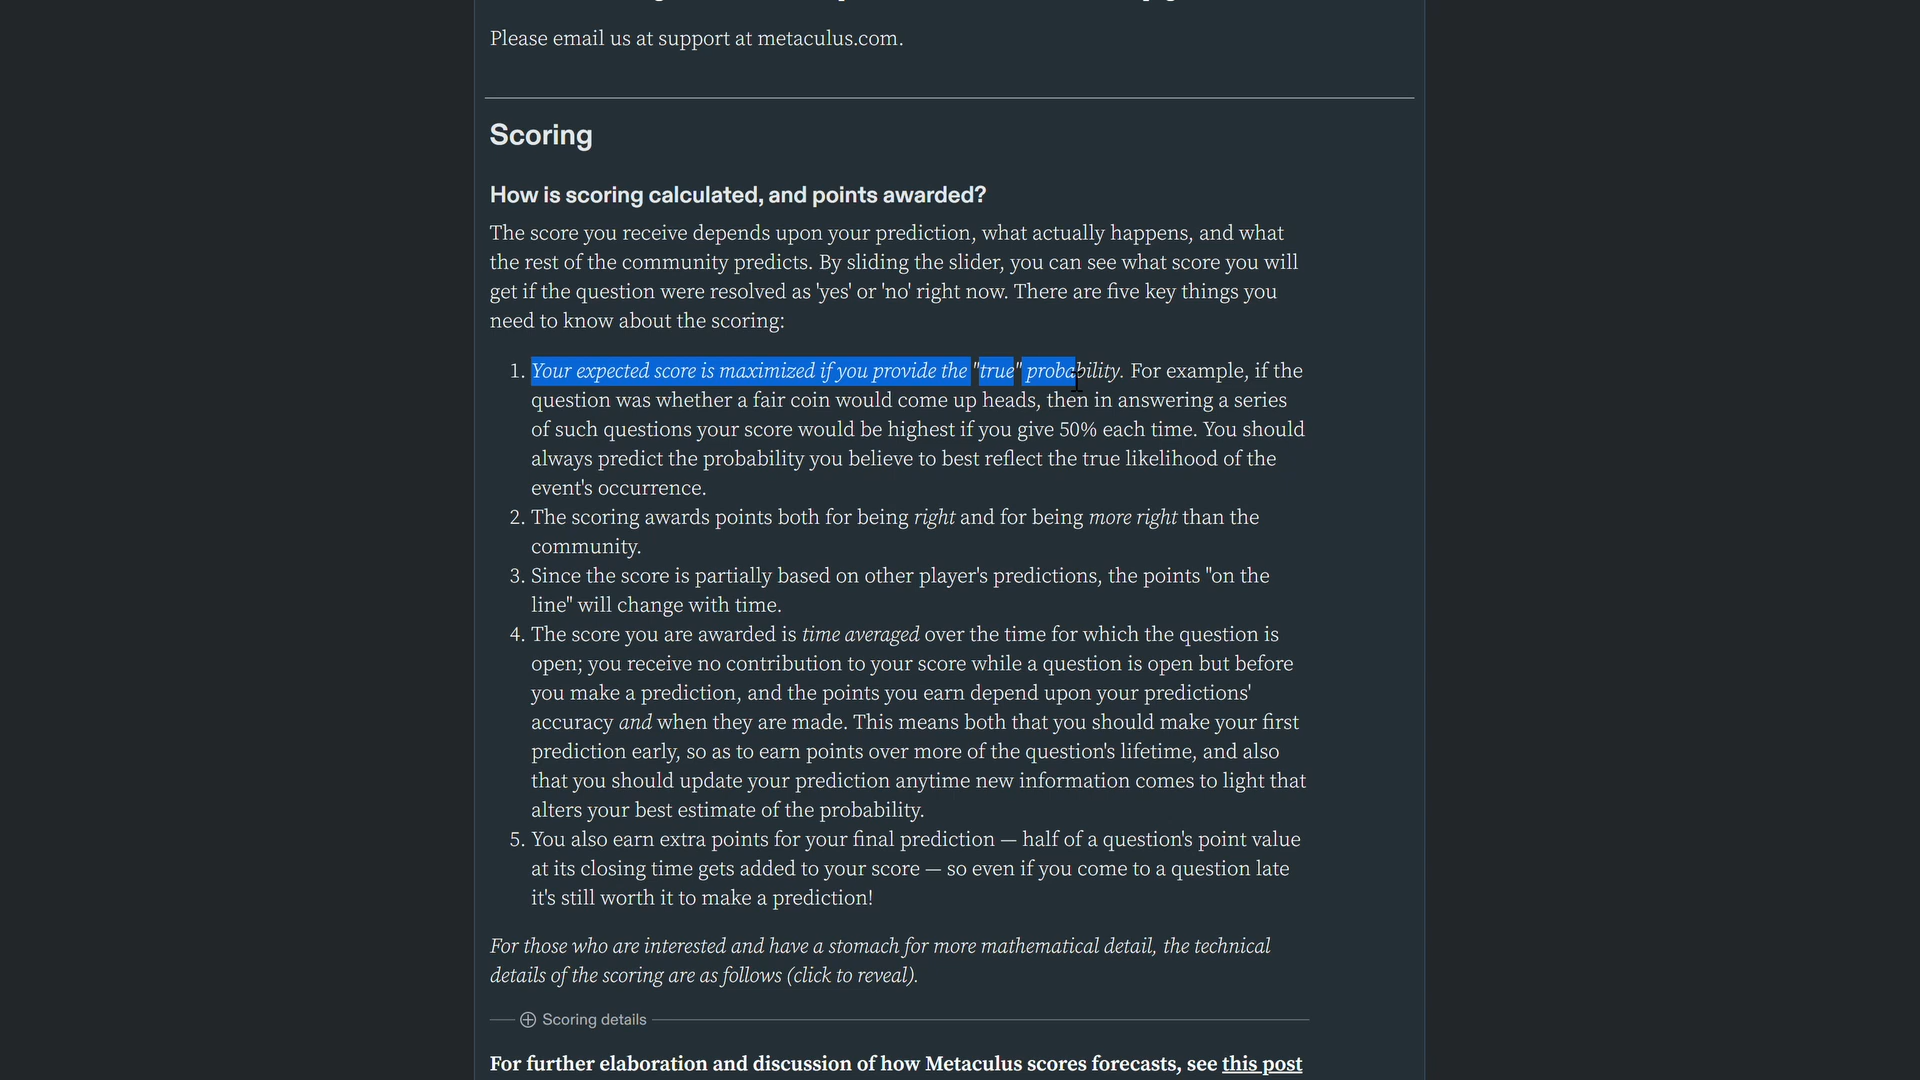 Please email us at support at metaculus.com.
Scoring
How is scoring calculated, and points awarded?
The score you receive depends upon your prediction, what actually happens, and what
the rest of the community predicts. By sliding the slider, you can see what score you will
get if the question were resolved as 'yes' or 'no' right now. There are five key things you
need to know about the scoring:
1. Your expected score is maximized if you provide the "true" probability. For example, if the
question was whether a fair coin would come up heads, then in answering a series
of such questions your score would be highest if you give 50% each time. You should
always predict the probability you believe to best reflect the true likelihood of the
event's occurrence.
2. The scoring awards points both for being right and for being more right than the
community.
3. Since the score is partially based on other player's predictions, the points "on the
line" will change with time.
4. The score you are awarded is time averaged over the time for which the question is
open; you receive no contribution to your score while a question is open but before
you make a prediction, and the points you earn depend upon your predictions'
accuracy and when they are made. This means both that you should make your first
prediction early, so as to earn points over more of the question's lifetime, and also
that you should update your prediction anytime new information comes to light that
alters your best estimate of the probability.
5. You also earn extra points for your final prediction — half of a question's point value
at its closing time gets added to your score — so even if you come to a question late
it's still worth it to make a prediction!
For those who are interested and have a stomach for more mathematical detail, the technical
details of the scoring are as follows (click to reveal).
Scoring details
For further elaboration and discussion of how Metaculus scores forecasts, see this post